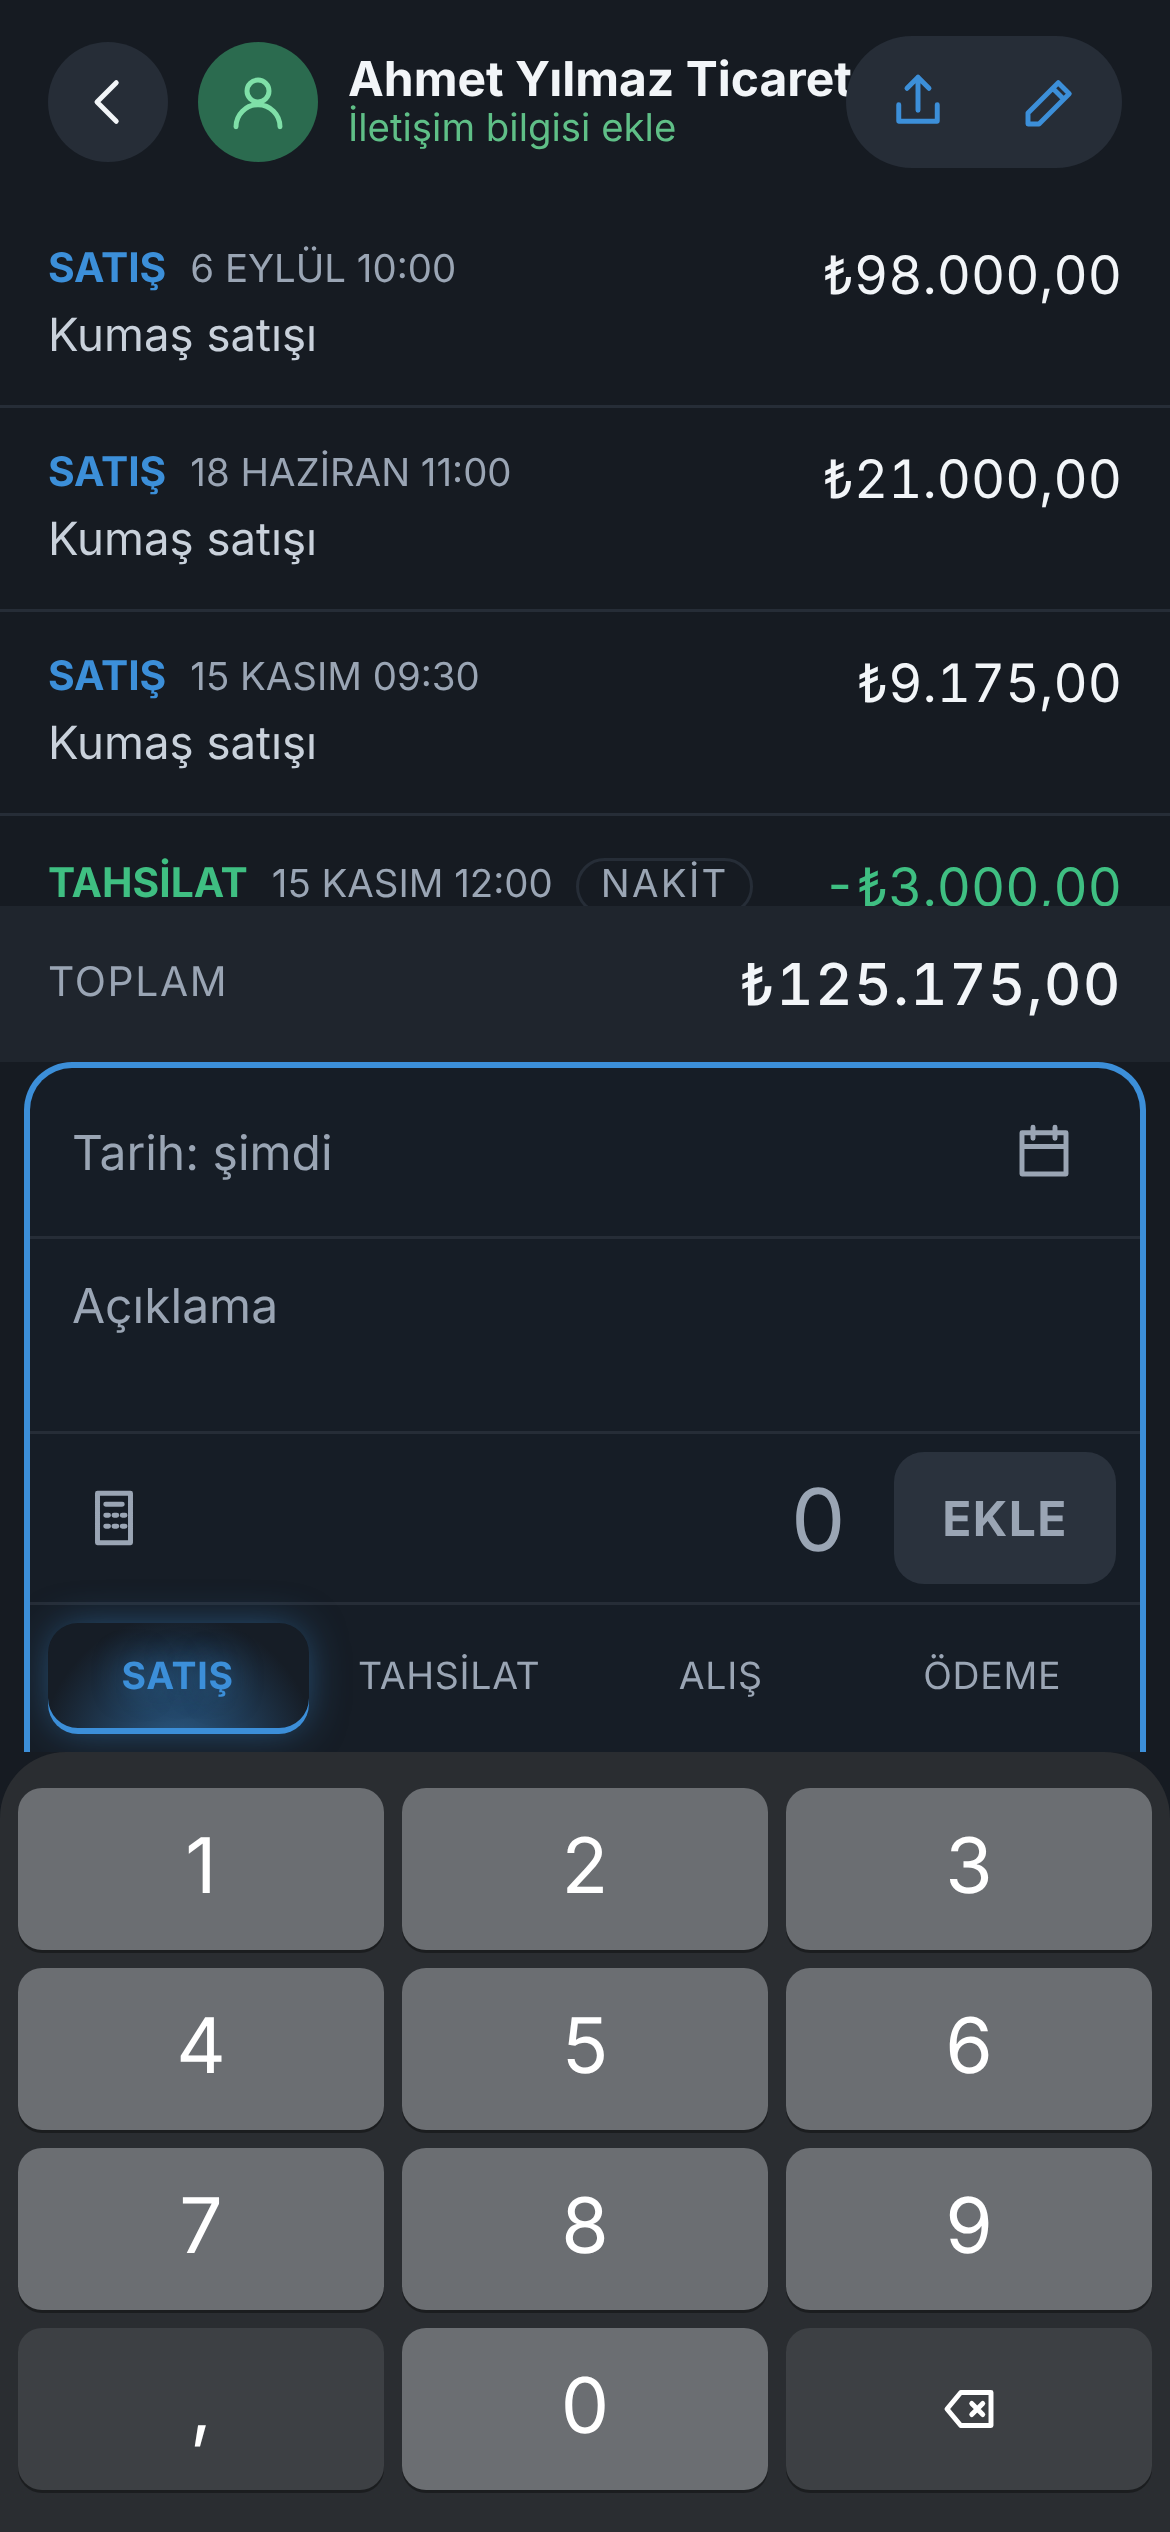 Ahmet Yılmaz Ticaret
İletişim bilgisi ekle
SATIŞ 6 EYLÜL 10:00 ₺98.000,00
Kumaş satışı
SATIŞ 18 HAZİRAN 11:00 ₺21.000,00
Kumaş satışı
SATIŞ 15 KASIM 09:30 ₺9.175,00
Kumaş satışı
TAHSİLAT 15 KASIM 12:00 NAKİT -₺3.000,00
TOPLAM ₺125.175,00
Tarih: şimdi
Açıklama
0 EKLE
SATIŞ TAHSİLAT ALIŞ ÖDEME
1 2 3
4 5 6
7 8 9
, 0